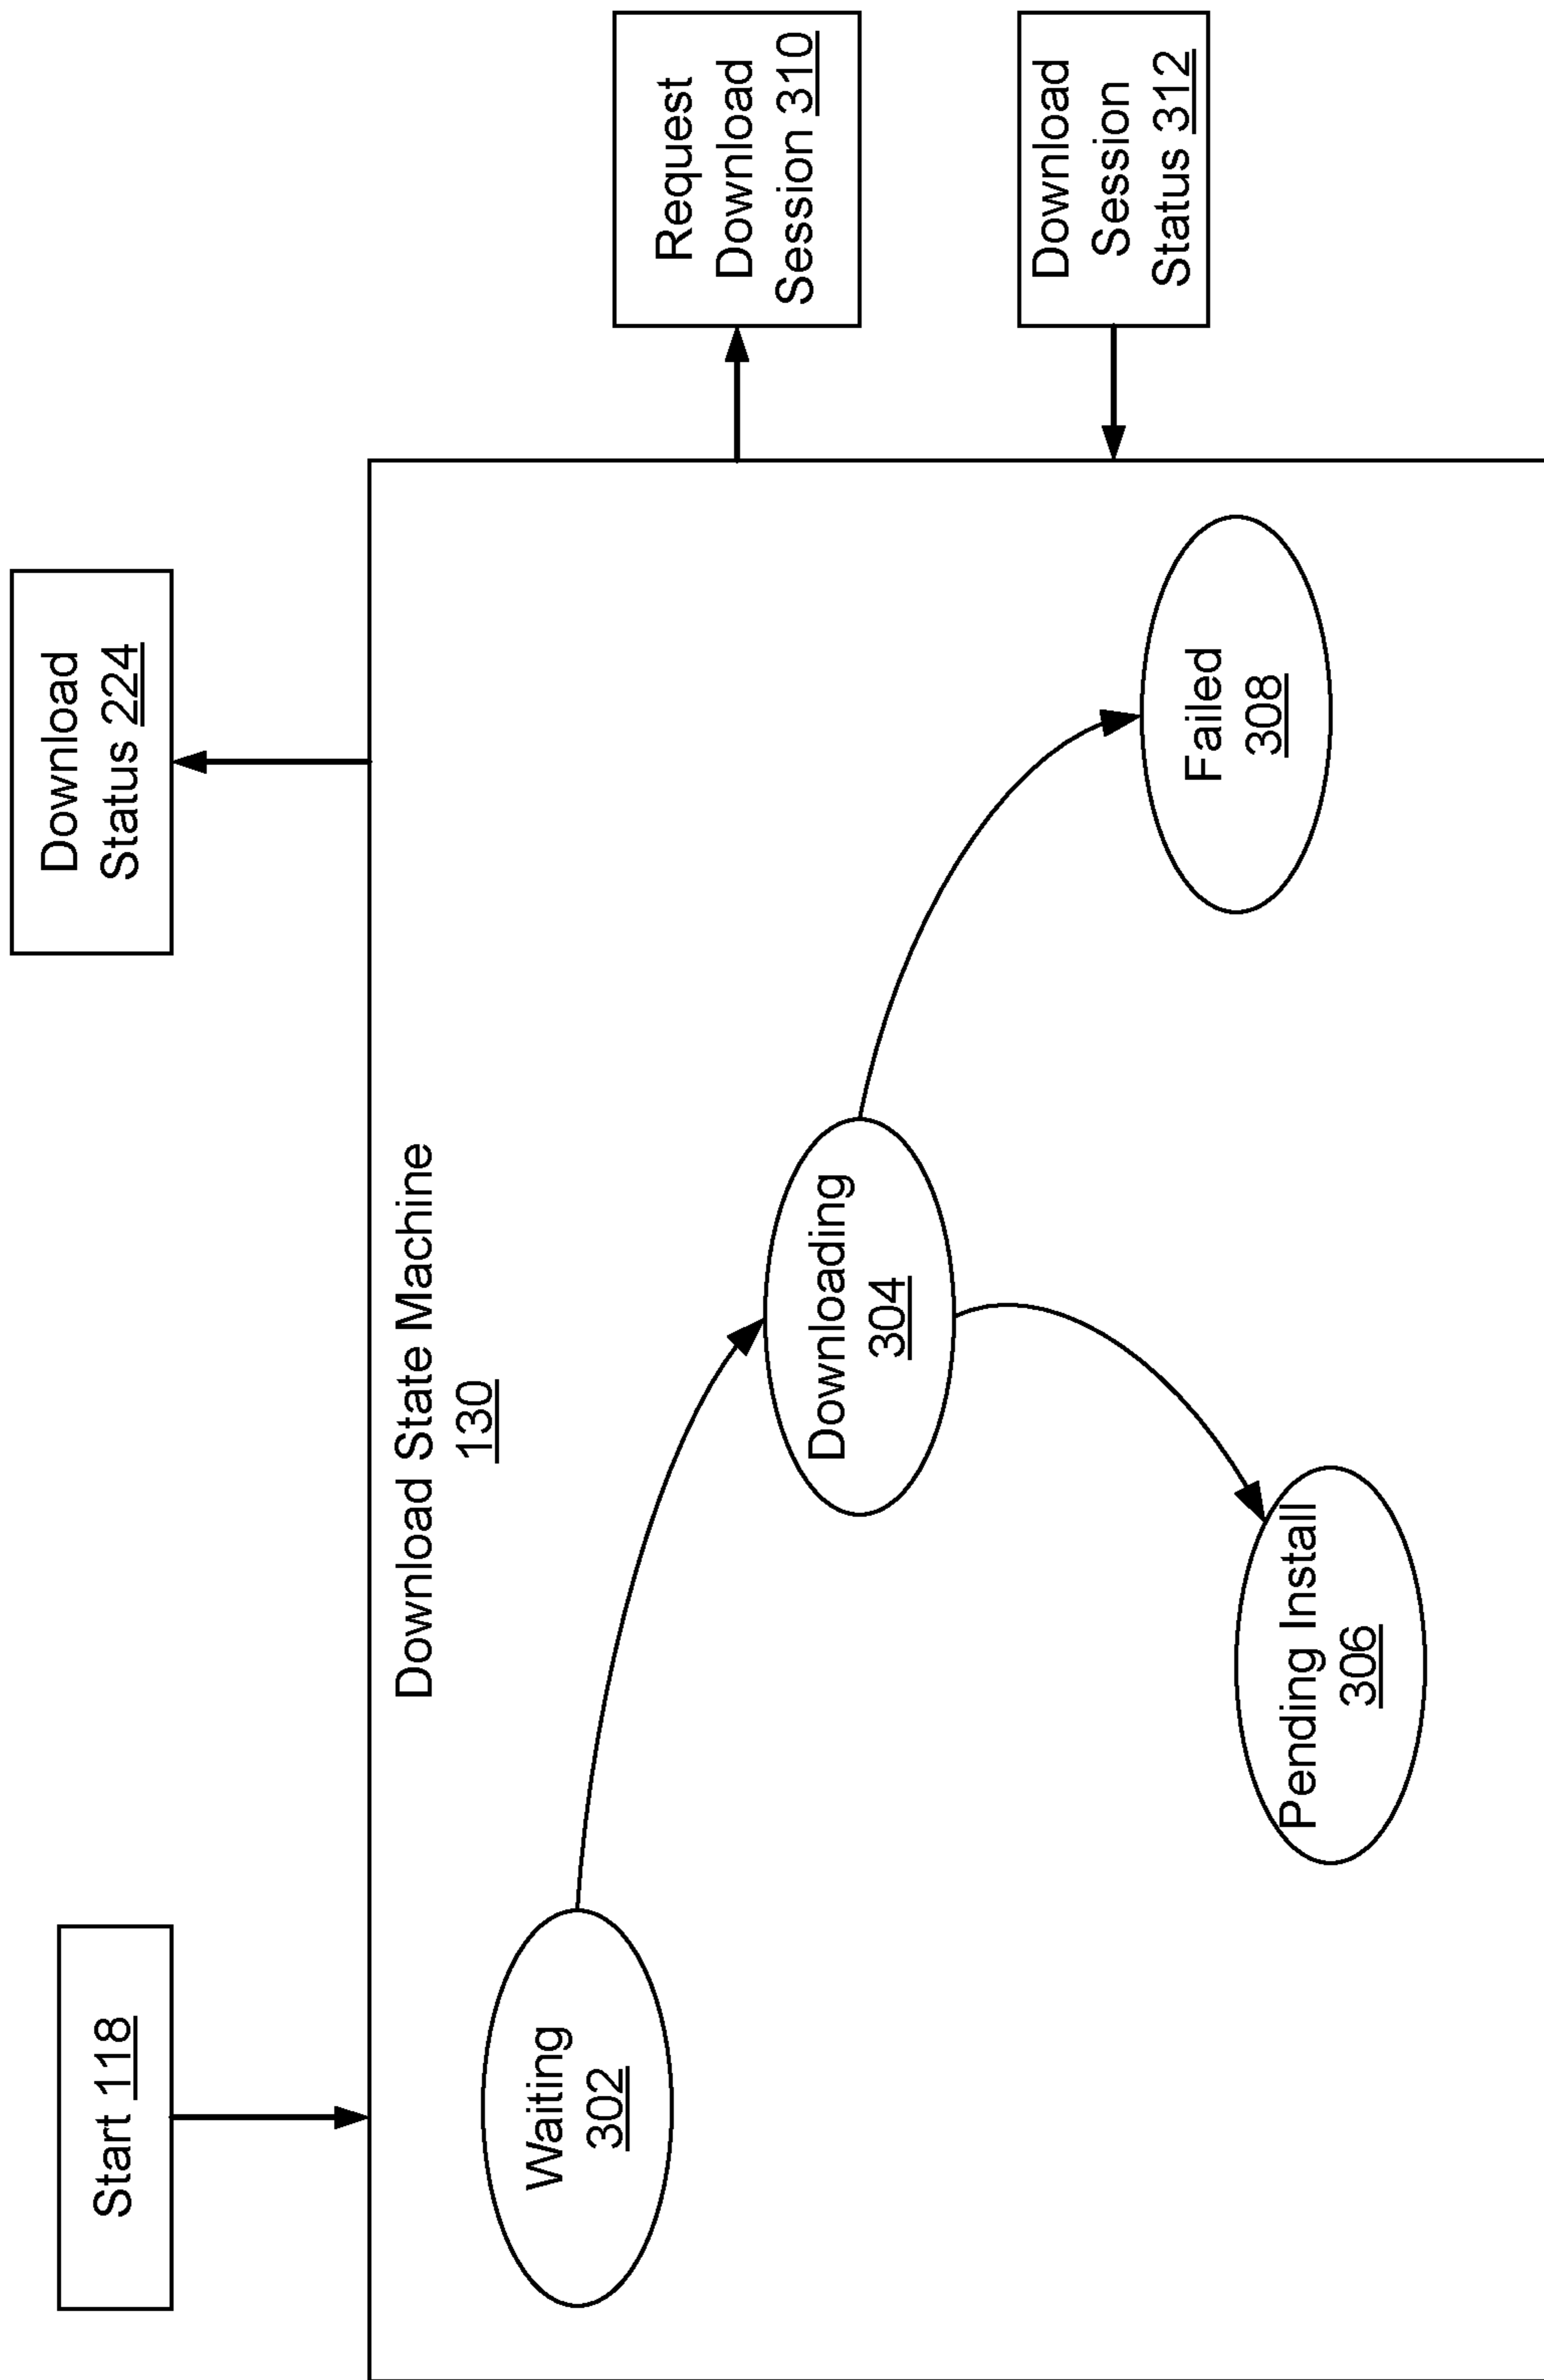 Start 118
Download
Status 224
Download State Machine
130
Waiting
302
Downloading
304
Pending Install
306
Failed
308
Request
Download
Session 310
Download
Session
Status 312